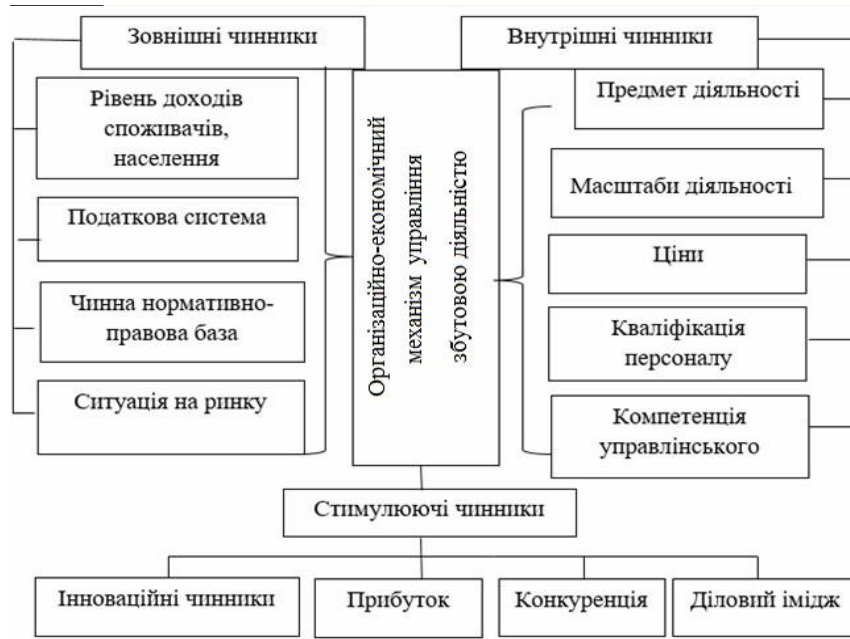 Зовнішні чинники
Рівень доходів
споживачів,
населення
Податкова система
Чинна нормативно-
правова база
Ситуація на ринку
Організаційно-економічний
механізм управління
збутовою діяльністю
Внутрішні чинники
Предмет діяльності
Масштаби діяльності
Ціни
Кваліфікація
персоналу
Компетенція
управлінського
Стимулюючі чинники
Інноваційні чинники
Прибуток
Конкуренція
Діловий імідж